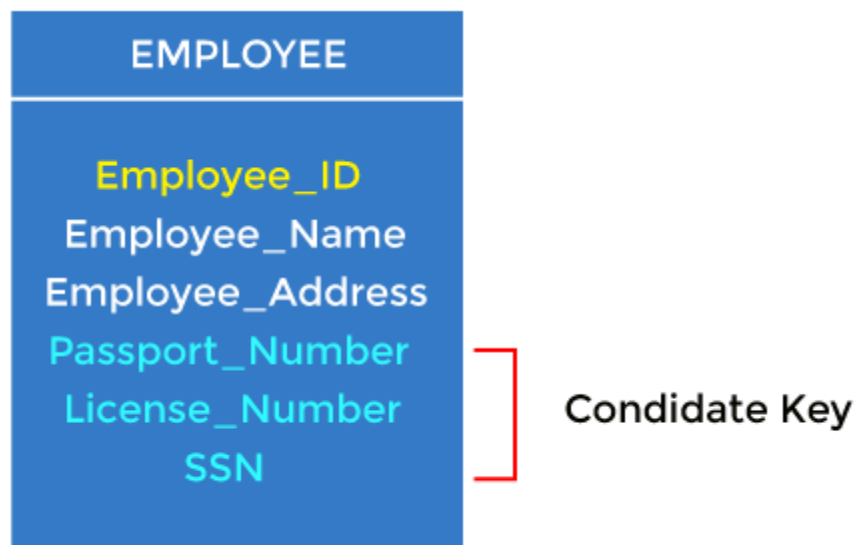 EMPLOYEE
Employee_ID
Employee_Name
Employee_Address
Passport_Number
License_Number
SSN
Condidate Key